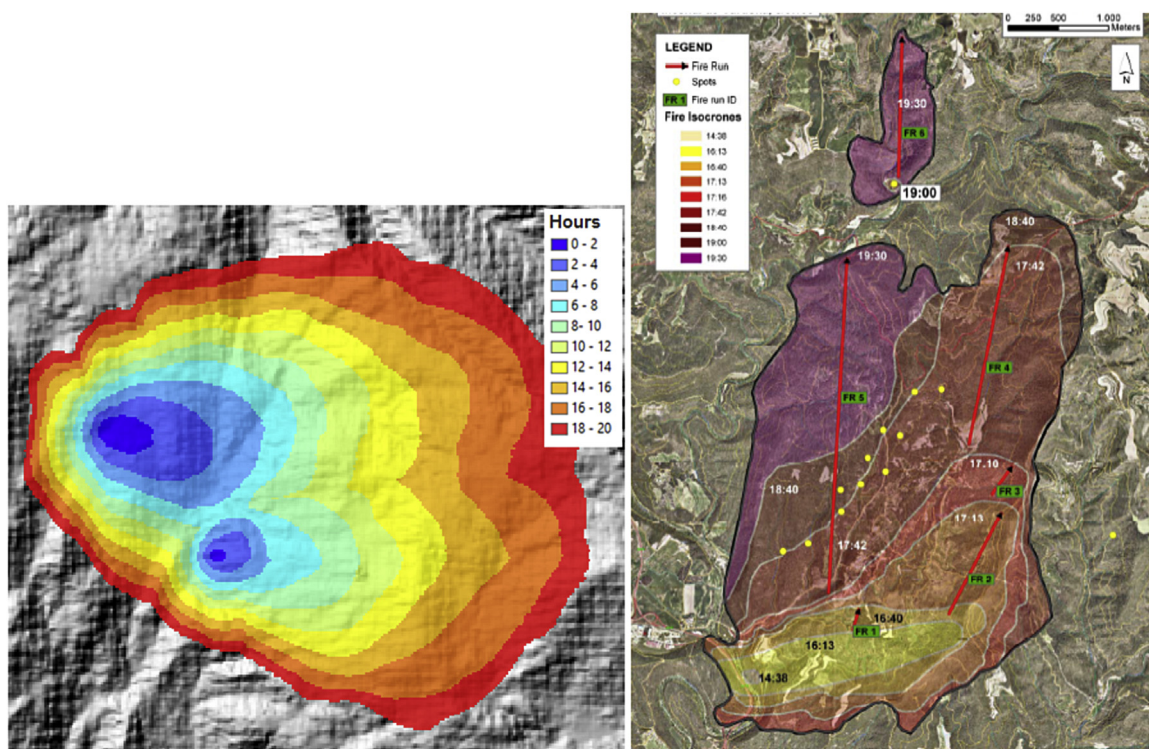 Hours
0 - 2
2 - 4
4 - 6
6 - 8
8- 10
10 - 12
12 - 14
14 - 16
16 - 18
18 - 20
0 250 500 1.000
Meters
N
LEGEND
Fire Run
Spots
FR 1 Fire run ID
Fire Isocrones
14:38
16:13
16:40
17:13
17:16
17:42
18:40
19:00
19:30
19:30
FR 6
19:00
18:40
17:42
19:30
FR 4
FR 5
17.10
18:40
FR 3
17:13
17:42
FR 2
16:40
FR 1
16:13
14:38